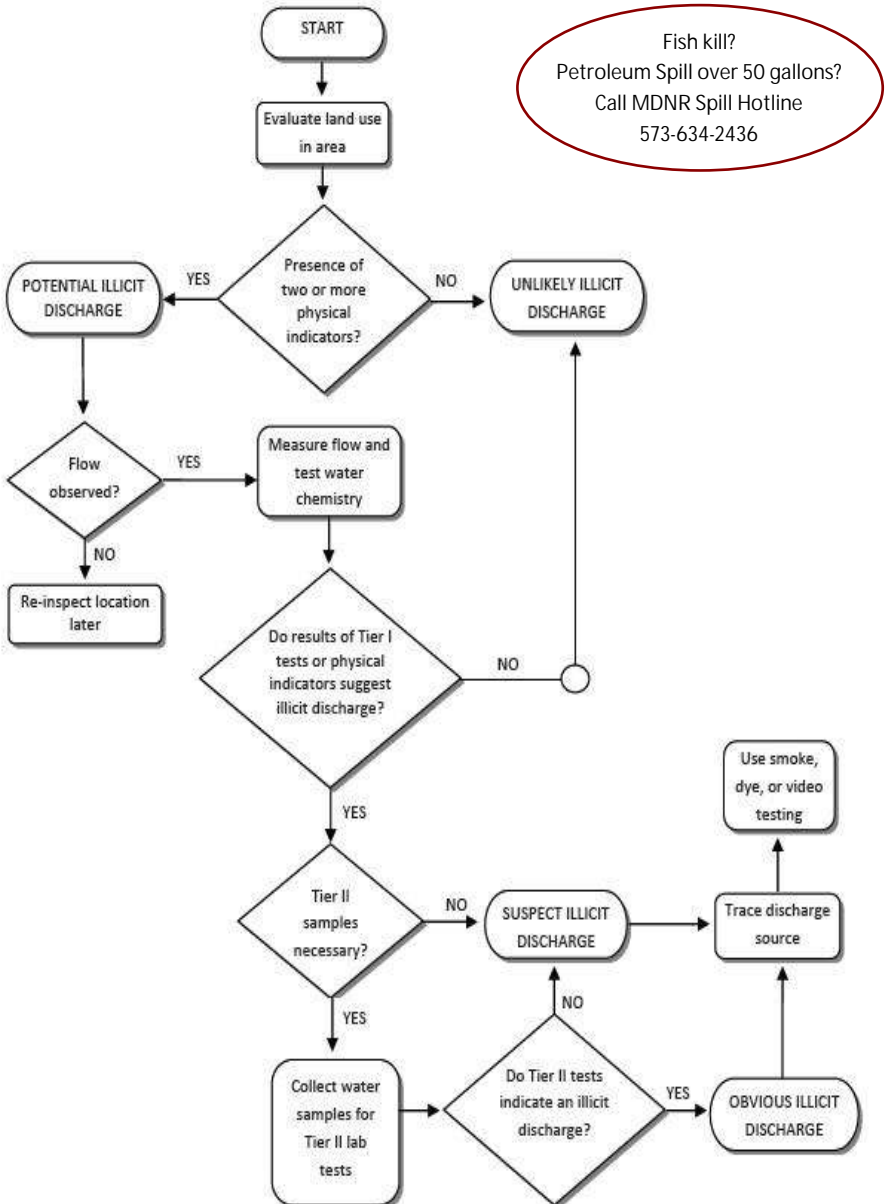 START
Fish kill?
Petroleum Spill over 50 gallons?
Call MDNR Spill Hotline
573-634-2436
Evaluate land use
in area
Presence of
two or more
physical
indicators?
YES
NO
POTENTIAL ILLICIT
DISCHARGE
UNLIKELY ILLICIT
DISCHARGE
Flow
observed?
YES
NO
Measure flow and
test water
chemistry
Re-inspect location
later
Do results of Tier I
tests or physical
indicators suggest
illicit discharge?
NO
YES
Use smoke,
dye, or video
testing
Tier II
samples
necessary?
NO
YES
SUSPECT ILLICIT
DISCHARGE
Trace discharge
source
Collect water
samples for
Tier II lab
tests
Do Tier II tests
indicate an illicit
discharge?
NO
YES
OBVIOUS ILLICIT
DISCHARGE